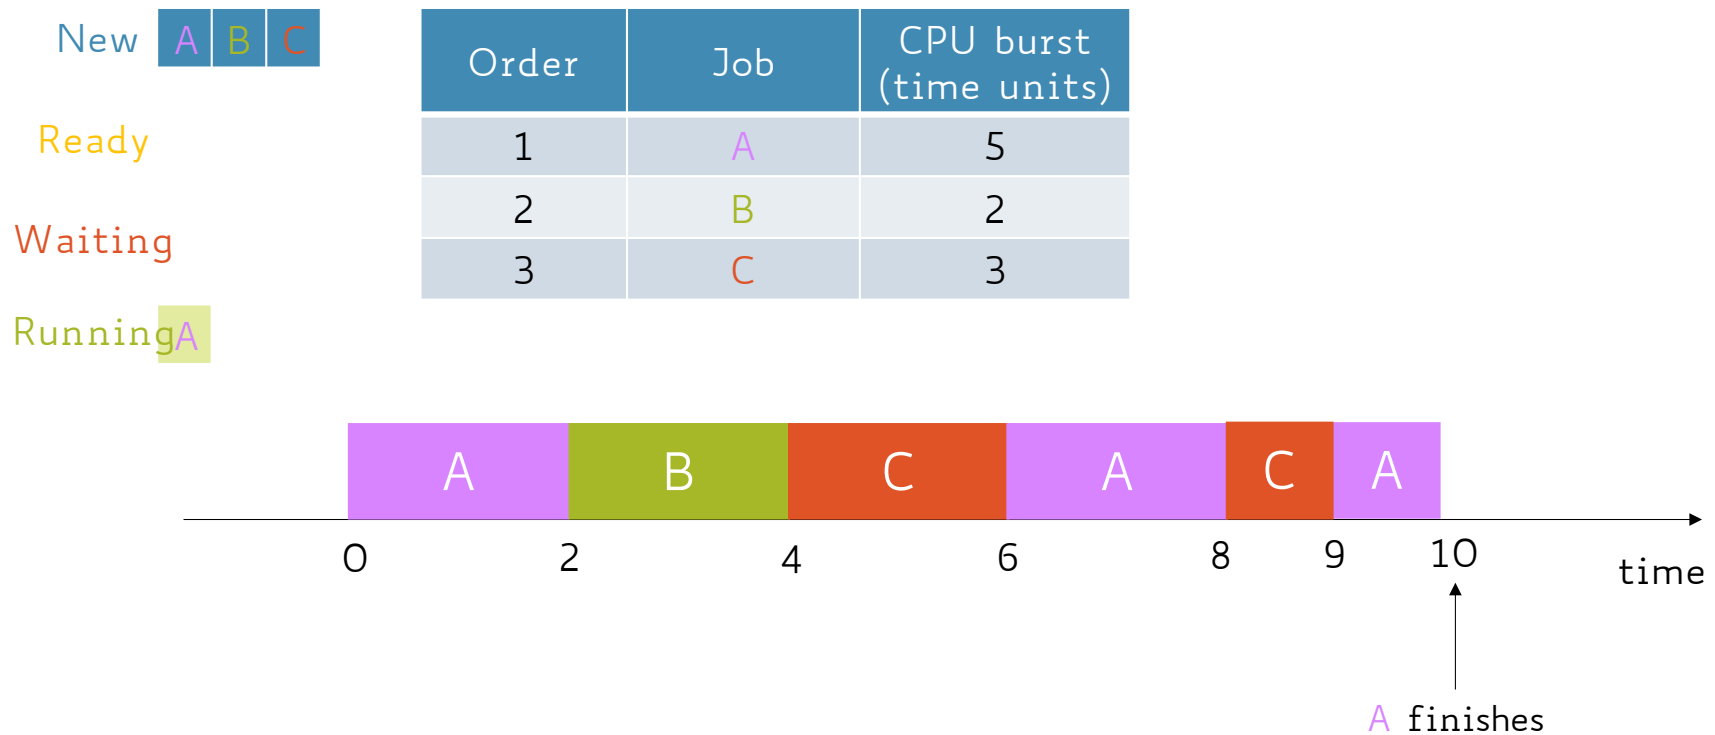 New A B C
Ready
Waiting
Running A
Order Job CPU burst
(time units)
1 A 5
2 B 2
3 C 3
A B C A C A
0 2 4 6 8 9 10
time
A finishes